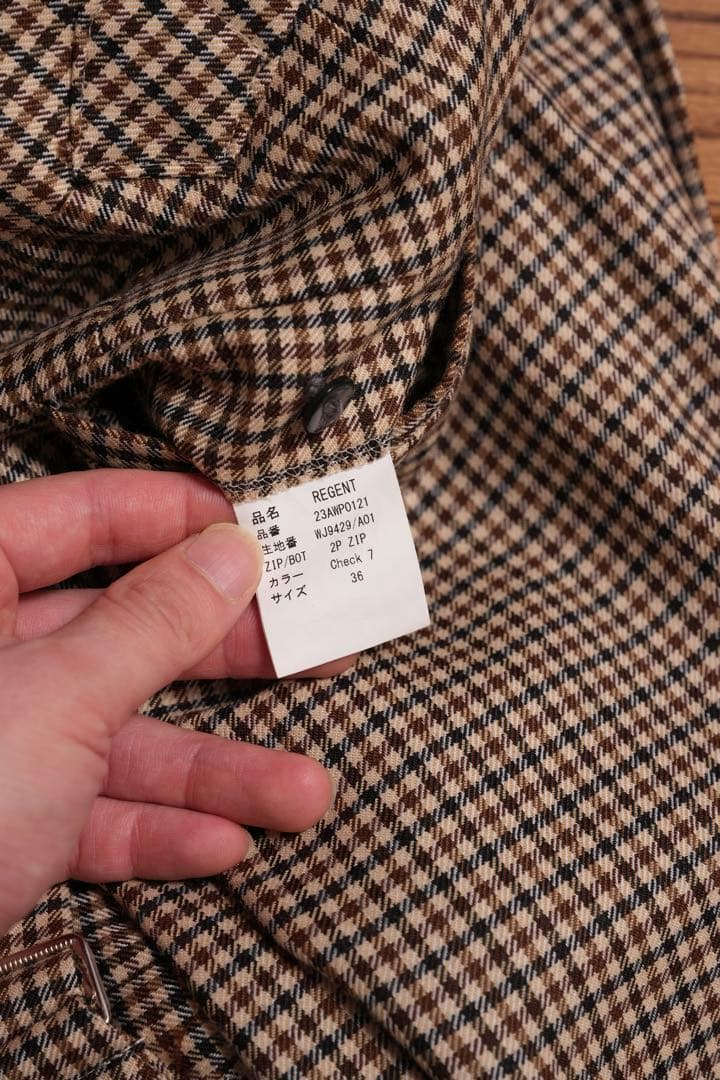 品名 REGENT
品番 23AWP0121
生地番 WJ9429/A01
ZIP/BOT 2P ZIP
カラー Check 7
サイズ 36